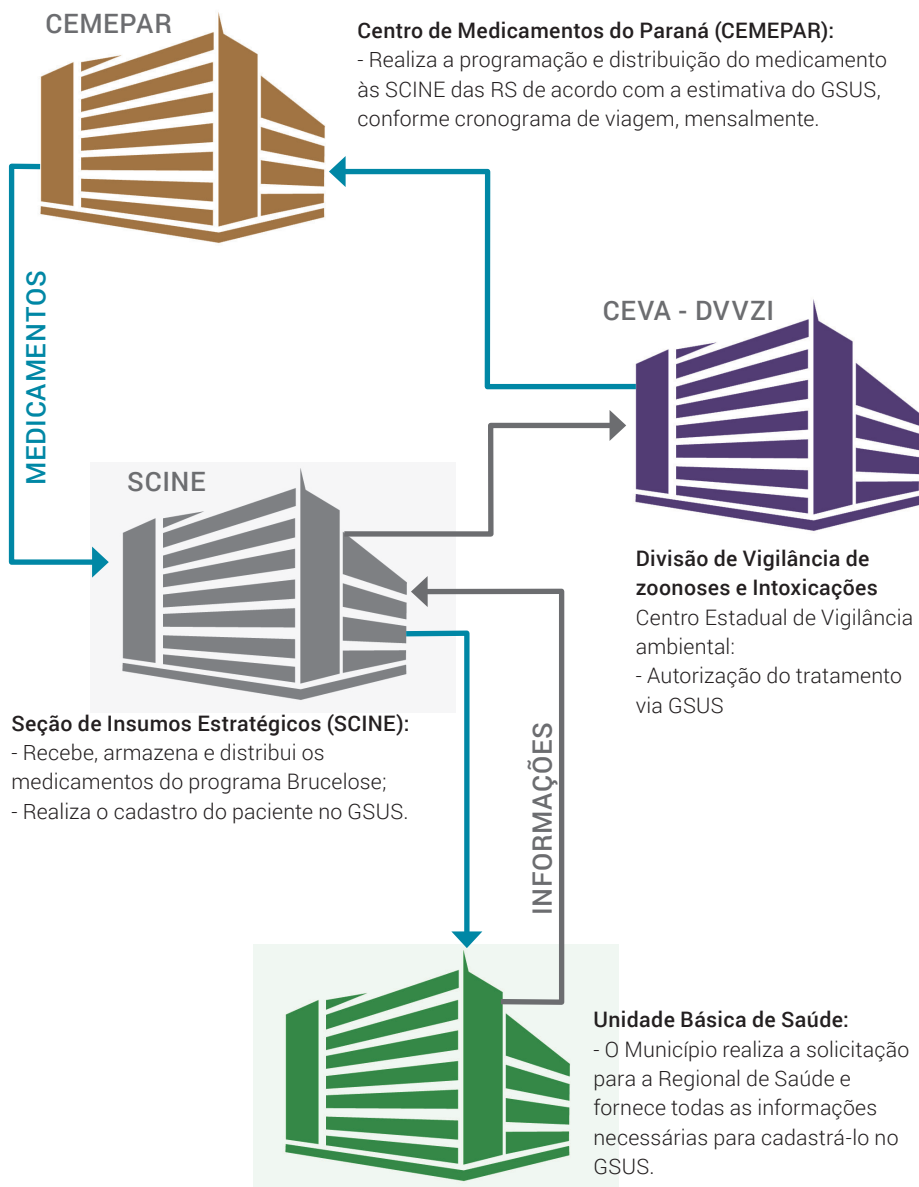 CEMEPAR
Centro de Medicamentos do Paraná (CEMEPAR):
- Realiza a programação e distribuição do medicamento
às SCINE das RS de acordo com a estimativa do GSUS,
conforme cronograma de viagem, mensalmente.
MEDICAMENTOS
CEVA - DVVZI
SCINE
Divisão de Vigilância de
zoonoses e Intoxicações
Centro Estadual de Vigilância
ambiental:
- Autorização do tratamento
via GSUS
Seção de Insumos Estratégicos (SCINE):
- Recebe, armazena e distribui os
medicamentos do programa Brucelose;
- Realiza o cadastro do paciente no GSUS.
INFORMAÇÕES
Unidade Básica de Saúde:
- O Município realiza a solicitação
para a Regional de Saúde e
fornece todas as informações
necessárias para cadastrá-lo no
GSUS.